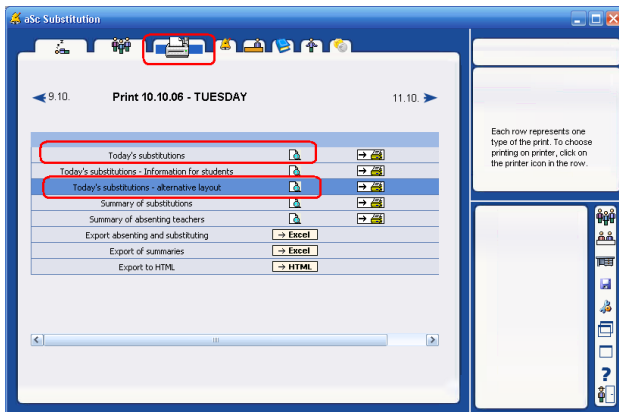 aSc Substitution
9.10.
Print 10.10.06 - TUESDAY
11.10.
Today's substitutions
Today's substitutions - Information for students
Today's substitutions - alternative layout
Summary of substitutions
Summary of absenting teachers
Export absenting and substituting
→ Excel
Export of summaries
→ Excel
Export to HTML
→ HTML
Each row represents one
type of the print. To choose
printing on printer, click on
the printer icon in the row.